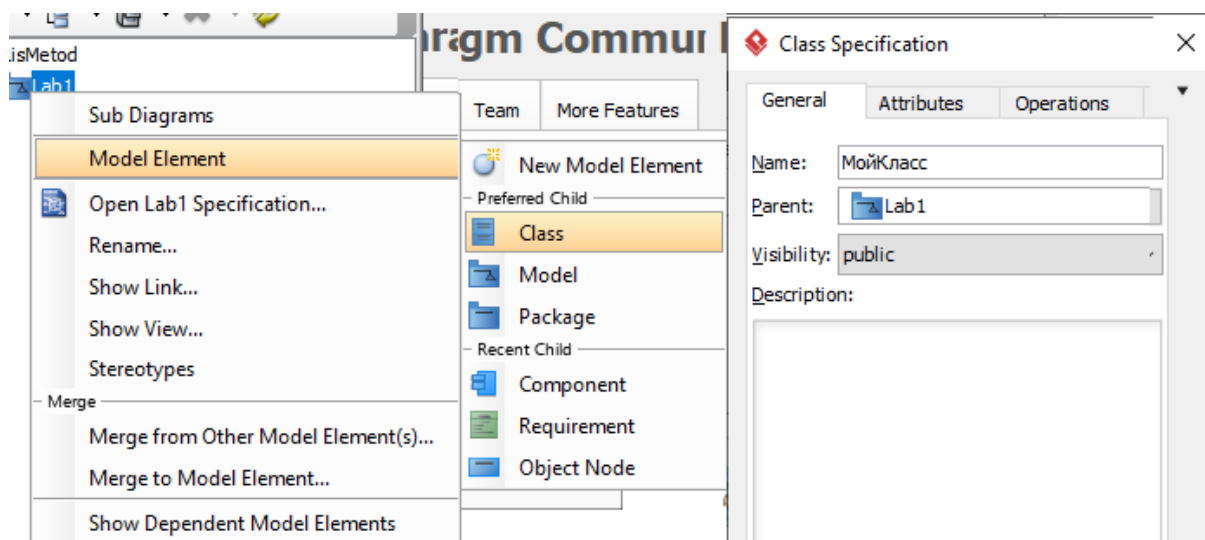 .isMetod
Lab1
Sub Diagrams
Model Element
Open Lab1 Specification...
Rename...
Show Link...
Show View...
Stereotypes
Merge
Merge from Other Model Element(s)...
Merge to Model Element...
Show Dependent Model Elements
gm Commu
Team
More Features
New Model Element
Preferred Child
Class
Model
Package
Recent Child
Component
Requirement
Object Node
Class Specification
General
Attributes
Operations
Name: МойКласс
Parent: Lab1
Visibility: public
Description: